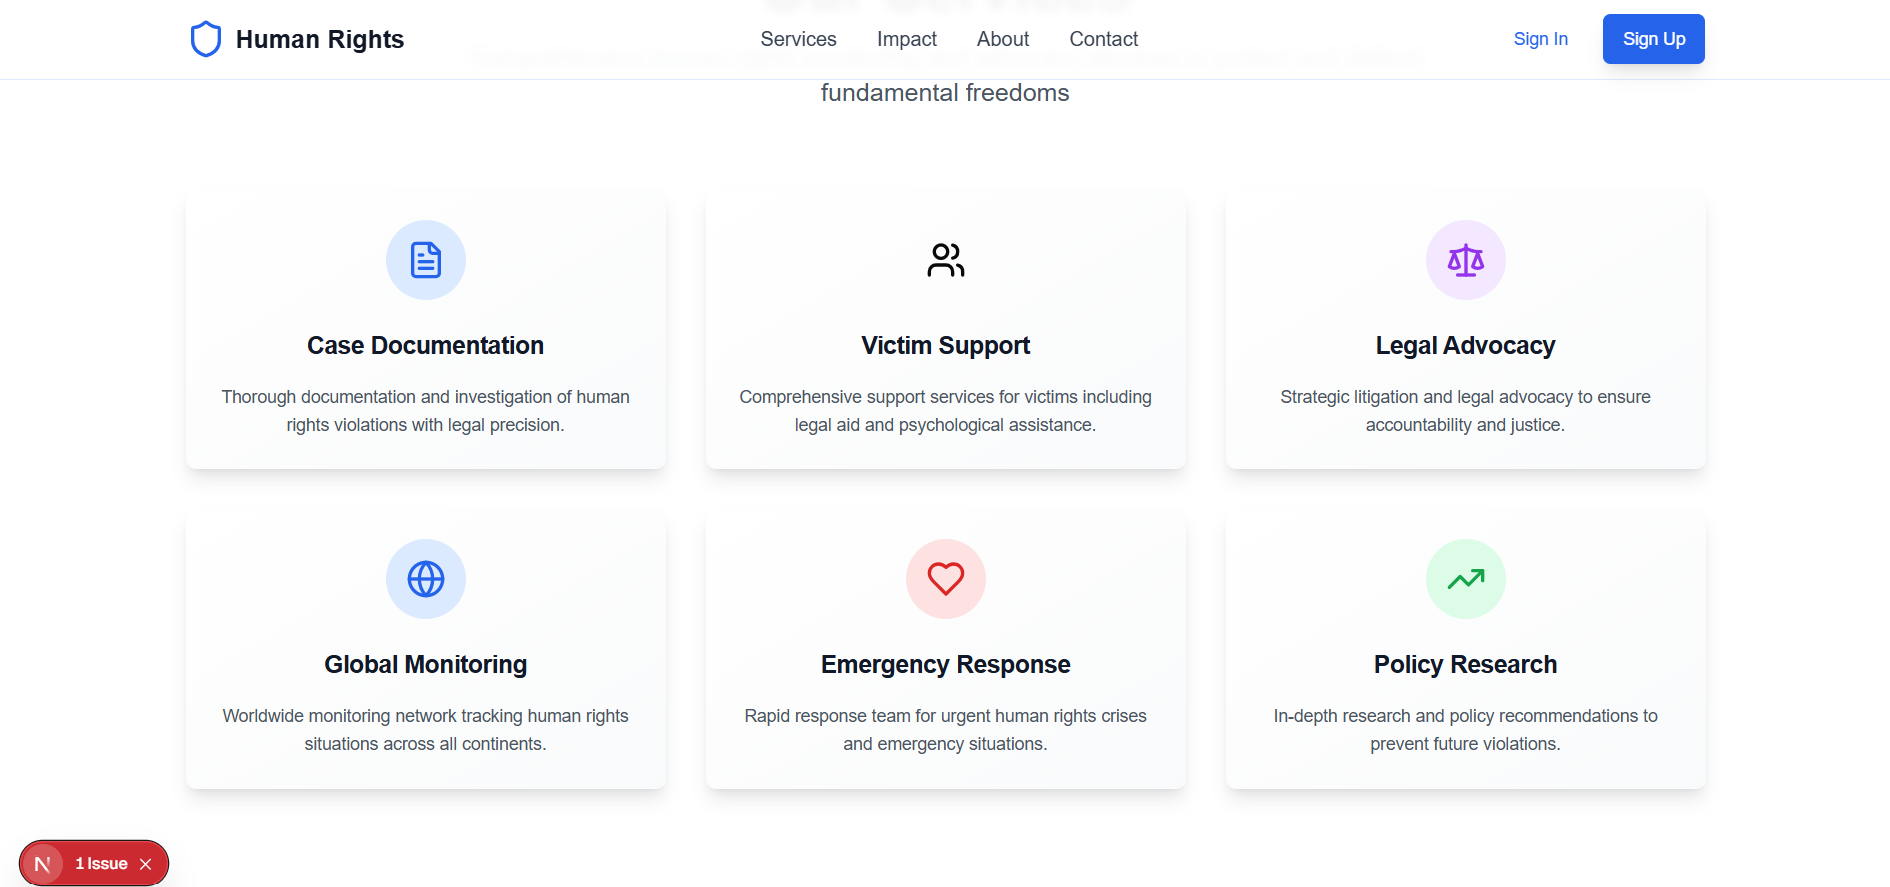 Human Rights
Services
Impact
About
Contact
Sign In
Sign Up
fundamental freedoms
Case Documentation
Thorough documentation and investigation of human
rights violations with legal precision.
Victim Support
Comprehensive support services for victims including
legal aid and psychological assistance.
Legal Advocacy
Strategic litigation and legal advocacy to ensure
accountability and justice.
Global Monitoring
Worldwide monitoring network tracking human rights
situations across all continents.
Emergency Response
Rapid response team for urgent human rights crises
and emergency situations.
Policy Research
In-depth research and policy recommendations to
prevent future violations.
N
1 Issue